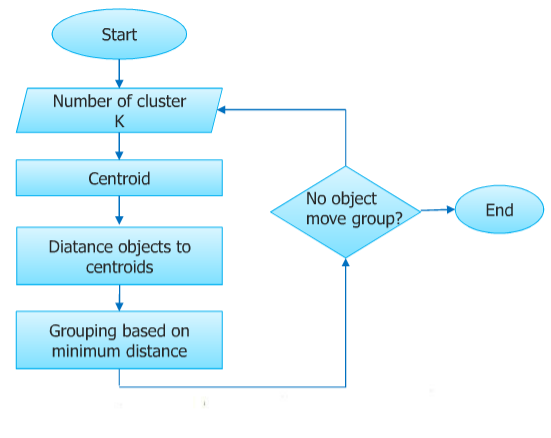 Start
Number of cluster
K
Centroid
Diatance objects to
centroids
Grouping based on
minimum distance
No object
move group?
End